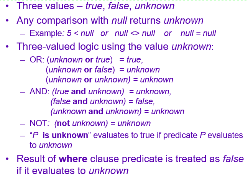 • Three values – true, false, unknown
• Any comparison with null returns unknown
– Example: 5 < null or null <> null or null = null
• Three-valued logic using the value unknown:
– OR: (unknown or true) = true,
(unknown or false) = unknown
(unknown or unknown) = unknown
– AND: (true and unknown) = unknown,
(false and unknown) = false,
(unknown and unknown) = unknown
– NOT: (not unknown) = unknown
– "P is unknown" evaluates to true if predicate P evaluates
to unknown
• Result of where clause predicate is treated as false
if it evaluates to unknown